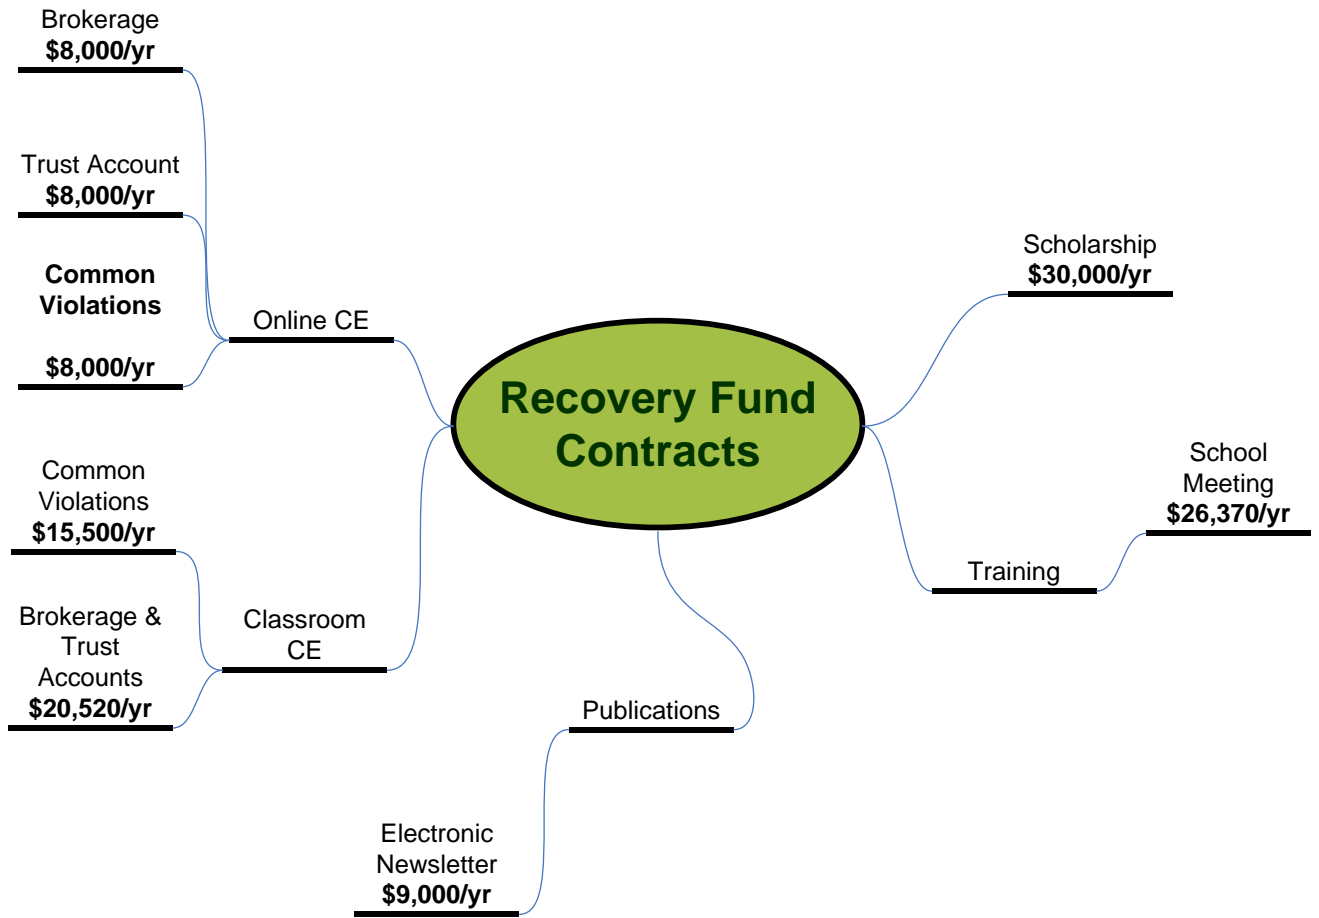 Brokerage
$8,000/yr
Trust Account
$8,000/yr
Common
Violations
$8,000/yr
Online CE
Common
Violations
$15,500/yr
Brokerage &
Trust
Accounts
$20,520/yr
Classroom
CE
Recovery Fund
Contracts
Scholarship
$30,000/yr
School
Meeting
$26,370/yr
Training
Publications
Electronic
Newsletter
$9,000/yr